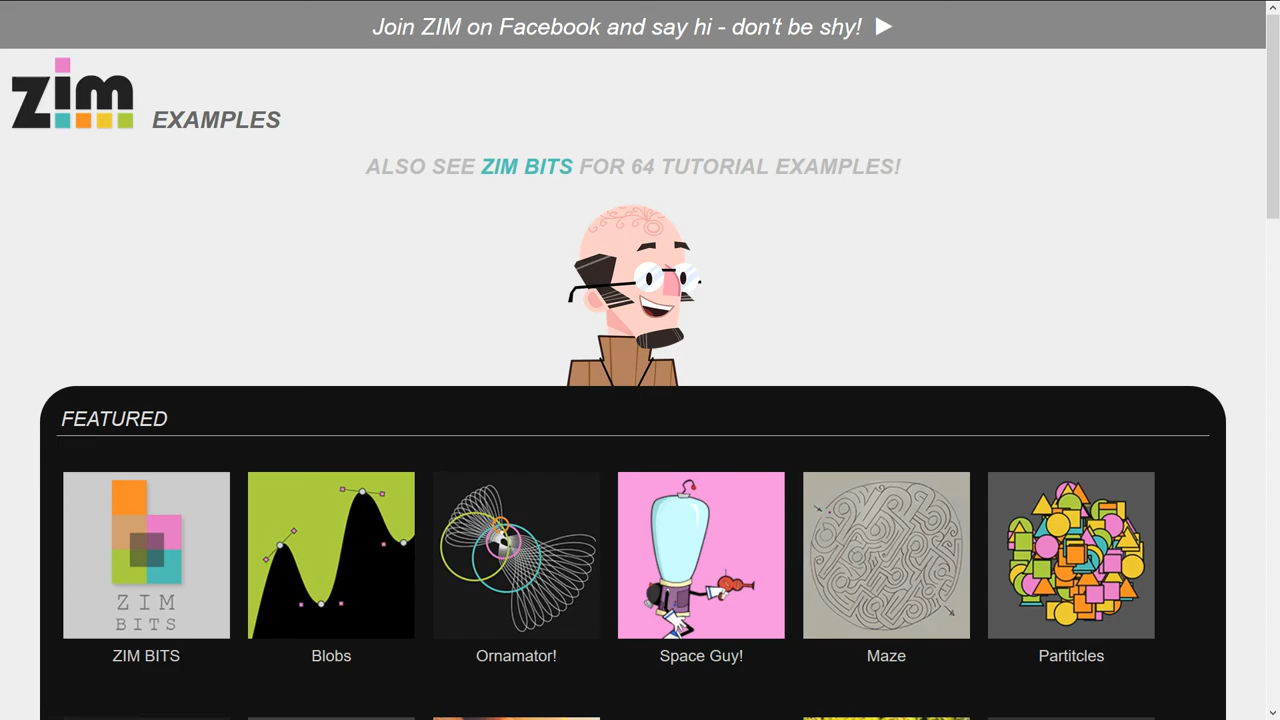 Join ZIM on Facebook and say hi - don't be shy!
zim EXAMPLES
ALSO SEE ZIM BITS FOR 64 TUTORIAL EXAMPLES!
FEATURED
ZIM
BITS
ZIM BITS
Blobs
Ornamator!
Space Guy!
Maze
Partitcles